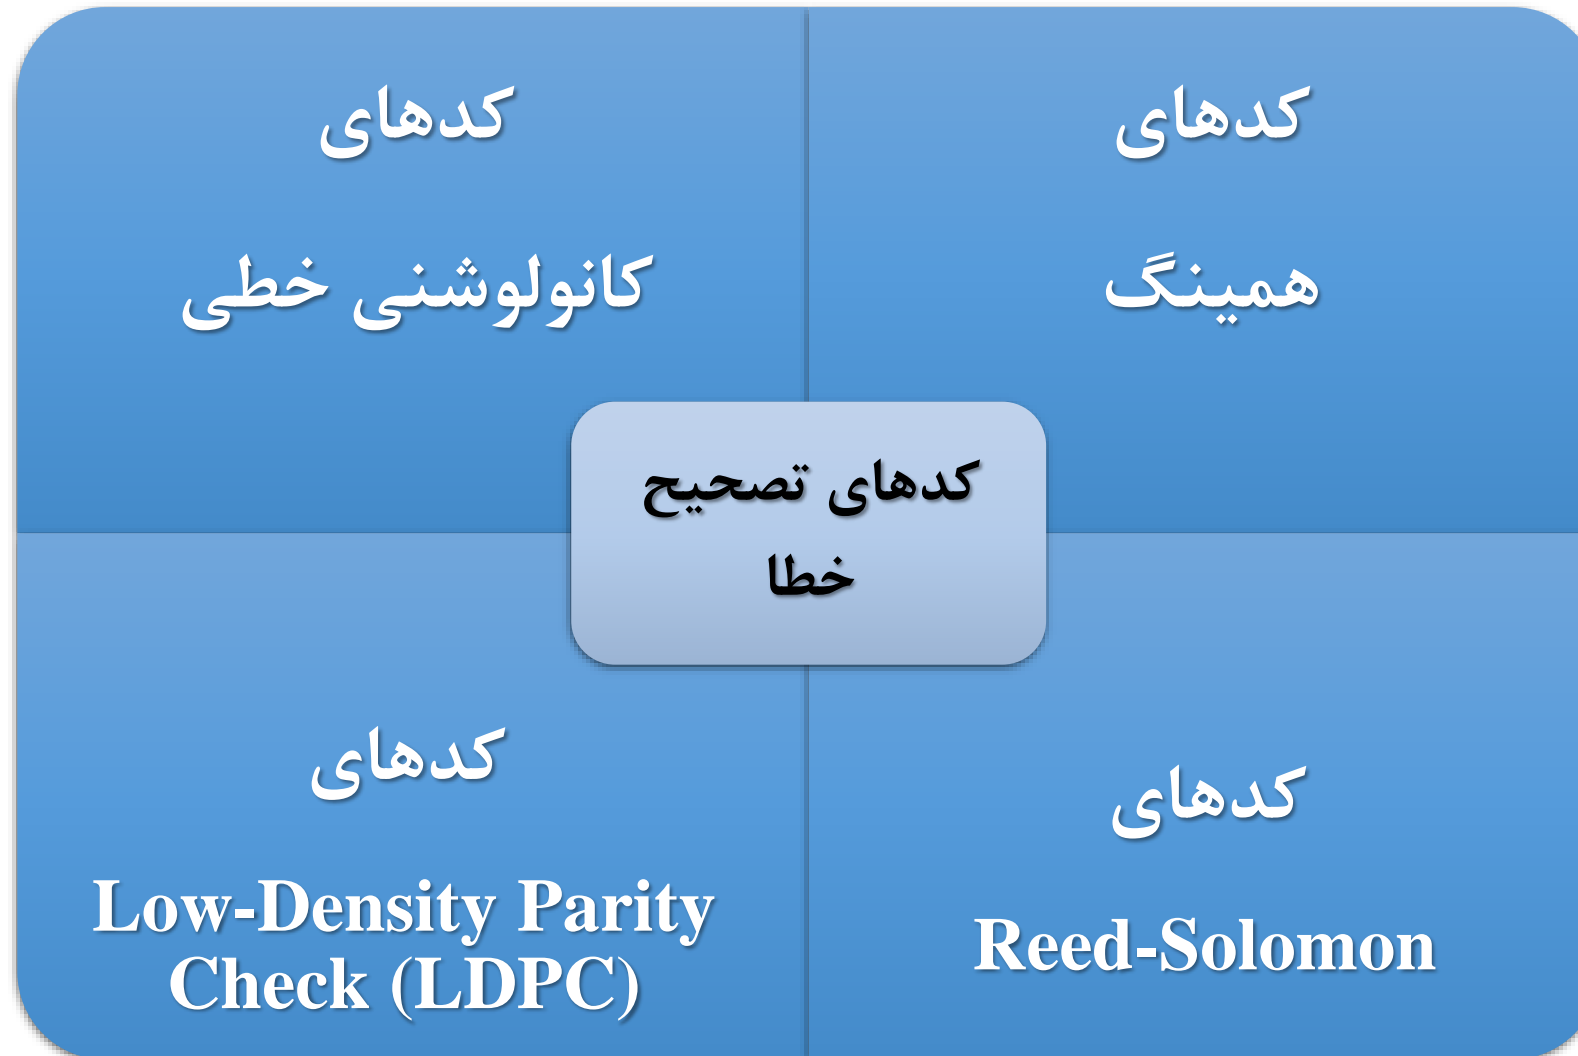 کدهای
همینگ
کدهای
کانولوشنی خطی
کدهای تصحیح
خطا
کدهای
Reed-Solomon
کدهای
Low-Density Parity
Check (LDPC)